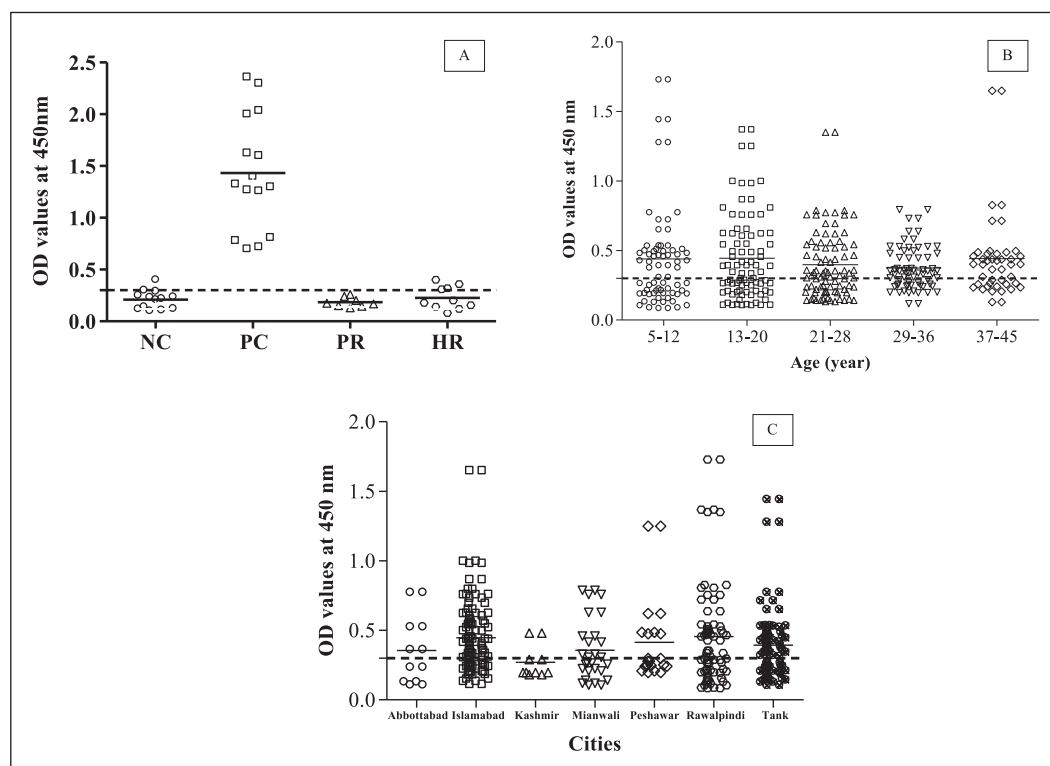 A
OD values at 450nm
2.5
2.0
1.5
1.0
0.5
0.0
NC PC PR HR
B
OD values at 450 nm
2.0
1.5
1.0
0.5
0.0
5-12 13-20 21-28 29-36 37-45
Age (year)
C
OD values at 450 nm
2.0
1.5
1.0
0.5
0.0
Abbottabad Islamabad Kashmir Mianwali Peshawar Rawalpindi Tank
Cities